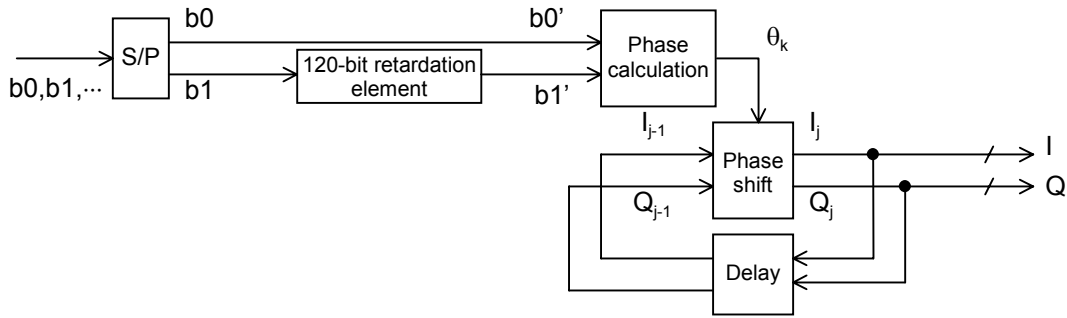 b0
b0’
S/P
Phase
calculation
θk
120-bit retardation
element
b0,b1,···
b1
b1’
Ij-1
Ij
I
Phase
shift
Qj-1
Qj
Q
Delay